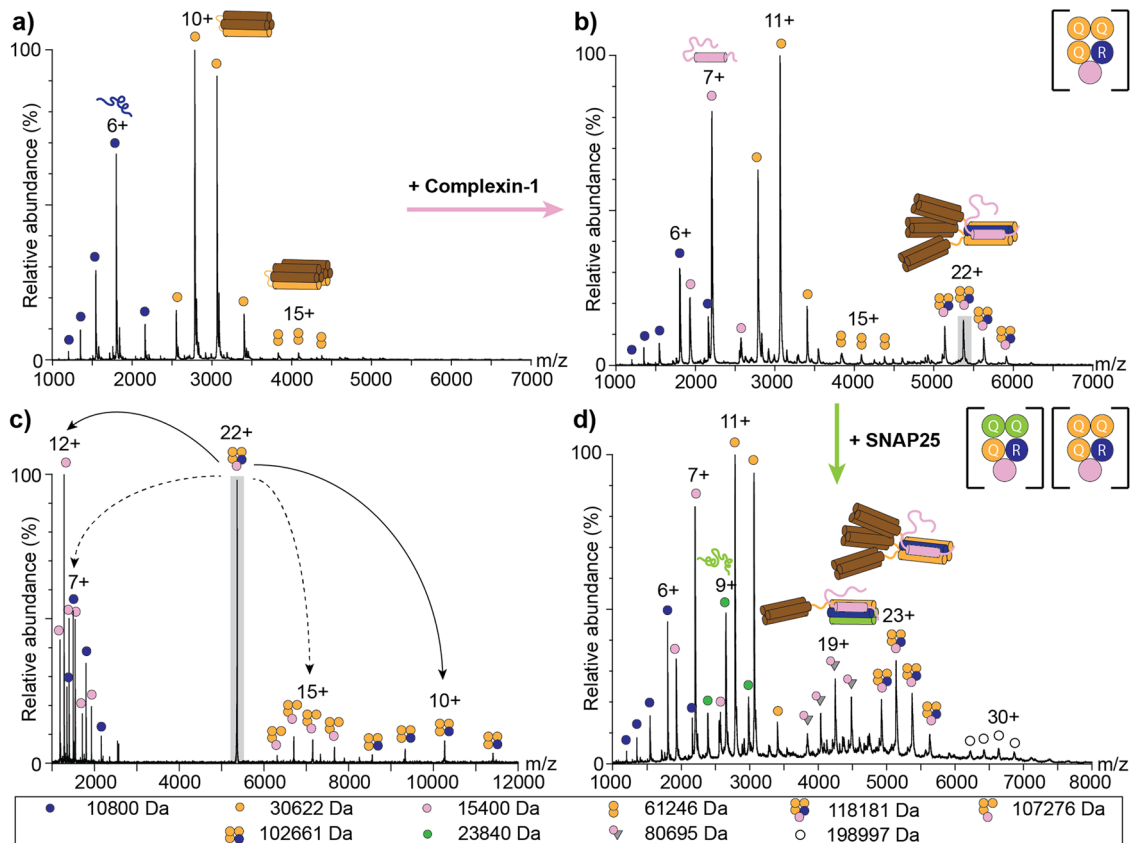 a)
10+
100
6+
15+
0
1000 2000 3000 4000 5000 6000 7000
m/z
Relative abundance (%)
+ Complexin-1
b)
11+
Q Q
Q R
100
7+
6+
22+
15+
0
1000 2000 3000 4000 5000 6000 7000
m/z
Relative abundance (%)
c)
12+
22+
100
7+
15+
10+
0
2000 4000 6000 8000 10000 12000
m/z
Relative abundance (%)
+ SNAP25
d)
11+
Q Q
Q R
Q Q
Q R
100
7+
9+
6+
19+
23+
30+
0
1000 2000 3000 4000 5000 6000 7000 8000
m/z
Relative abundance (%)
10800 Da 30622 Da 15400 Da 61246 Da 118181 Da 107276 Da
102661 Da 23840 Da 80695 Da 198997 Da